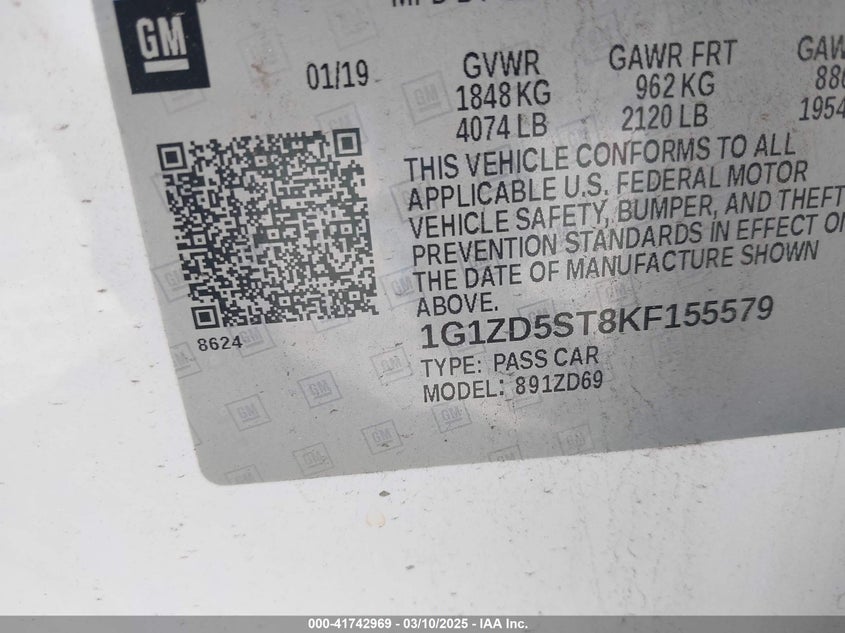 GM
01/19
GVWR
1848 KG
4074 LB
GAWR FRT
962 KG
2120 LB
THIS VEHICLE CONFORMS TO ALL
APPLICABLE U.S. FEDERAL MOTOR
VEHICLE SAFETY, BUMPER, AND THEFT
PREVENTION STANDARDS IN EFFECT ON
THE DATE OF MANUFACTURE SHOWN
ABOVE.
8624
1G1ZD5ST8KF155579
TYPE: PASS CAR
MODEL: 891ZD69
000-41742969 — 03/10/2025 — IAA Inc.